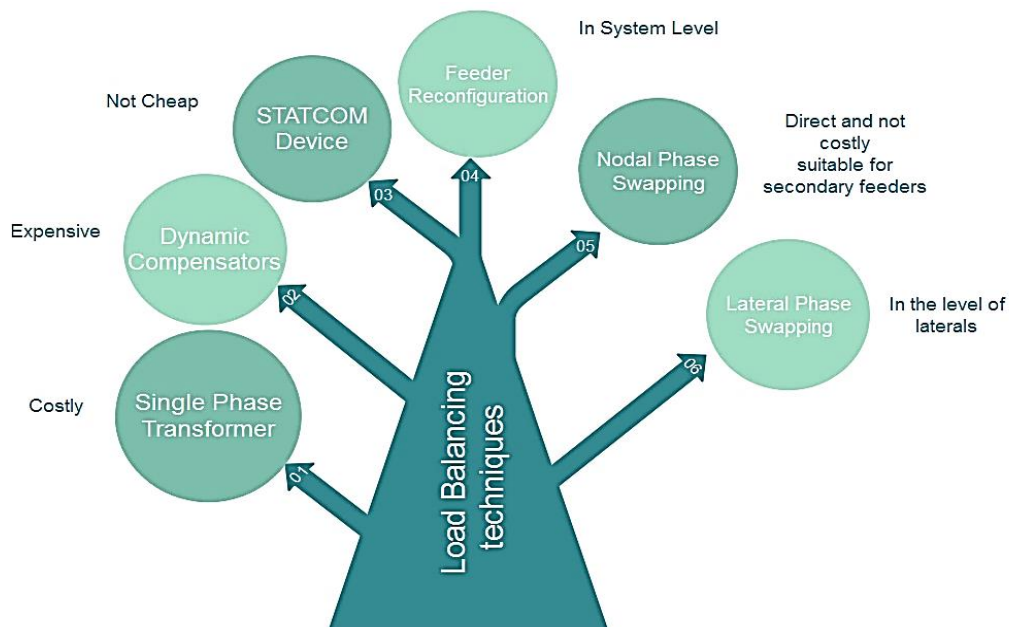 In System Level
Feeder
Reconfiguration
04
Not Cheap
STATCOM
Device
03
Direct and not
costly
suitable for
secondary feeders
Nodal Phase
Swapping
05
Expensive
Dynamic
Compensators
02
Lateral Phase
Swapping
06
In the level of
laterals
Costly
Single Phase
Transformer
01
Load Balancing
techniques